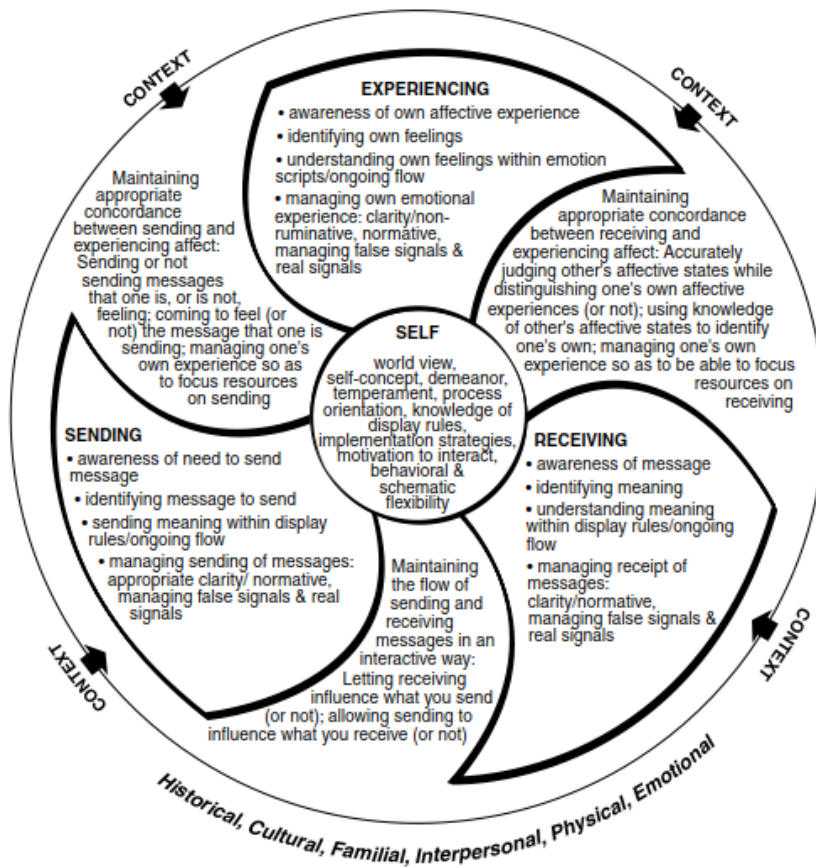 CONTEXT
CONTEXT
EXPERIENCING
• awareness of own affective experience
• identifying own feelings
• understanding own feelings within emotion
scripts/ongoing flow
• managing own emotional
experience: clarity/non-
ruminative, normative,
managing false signals &
real signals
Maintaining
appropriate
concordance
between sending and
experiencing affect:
Sending or not
sending messages
that one is, or is not,
feeling; coming to feel (or
not) the message that one is
sending; managing one's
own experience so as
to focus resources
on sending
Maintaining
appropriate concordance
between receiving and
experiencing affect: Accurately
judging other's affective states while
distinguishing one's own affective
experiences (or not); using knowledge
of other's affective states to identify
one's own; managing one's own
experience so as to be able to focus
resources on
receiving
SELF
world view,
self-concept, demeanor,
temperament, process
orientation, knowledge of
display rules,
implementation strategies,
motivation to interact,
behavioral &
schematic
flexibility
SENDING
• awareness of need to send
message
• identifying message to send
• sending meaning within display
rules/ongoing flow
• managing sending of messages:
appropriate clarity/ normative,
managing false signals & real
signals
RECEIVING
• awareness of message
• identifying meaning
• understanding meaning
within display rules/ongoing
flow
• managing receipt of
messages:
clarity/normative,
managing false signals &
real signals
Maintaining
the flow of
sending and
receiving
messages in an
interactive way:
Letting receiving
influence what you send
(or not); allowing sending to
influence what you receive (or not)
CONTEXT
CONTEXT
Historical, Cultural, Familial, Interpersonal, Physical, Emotional